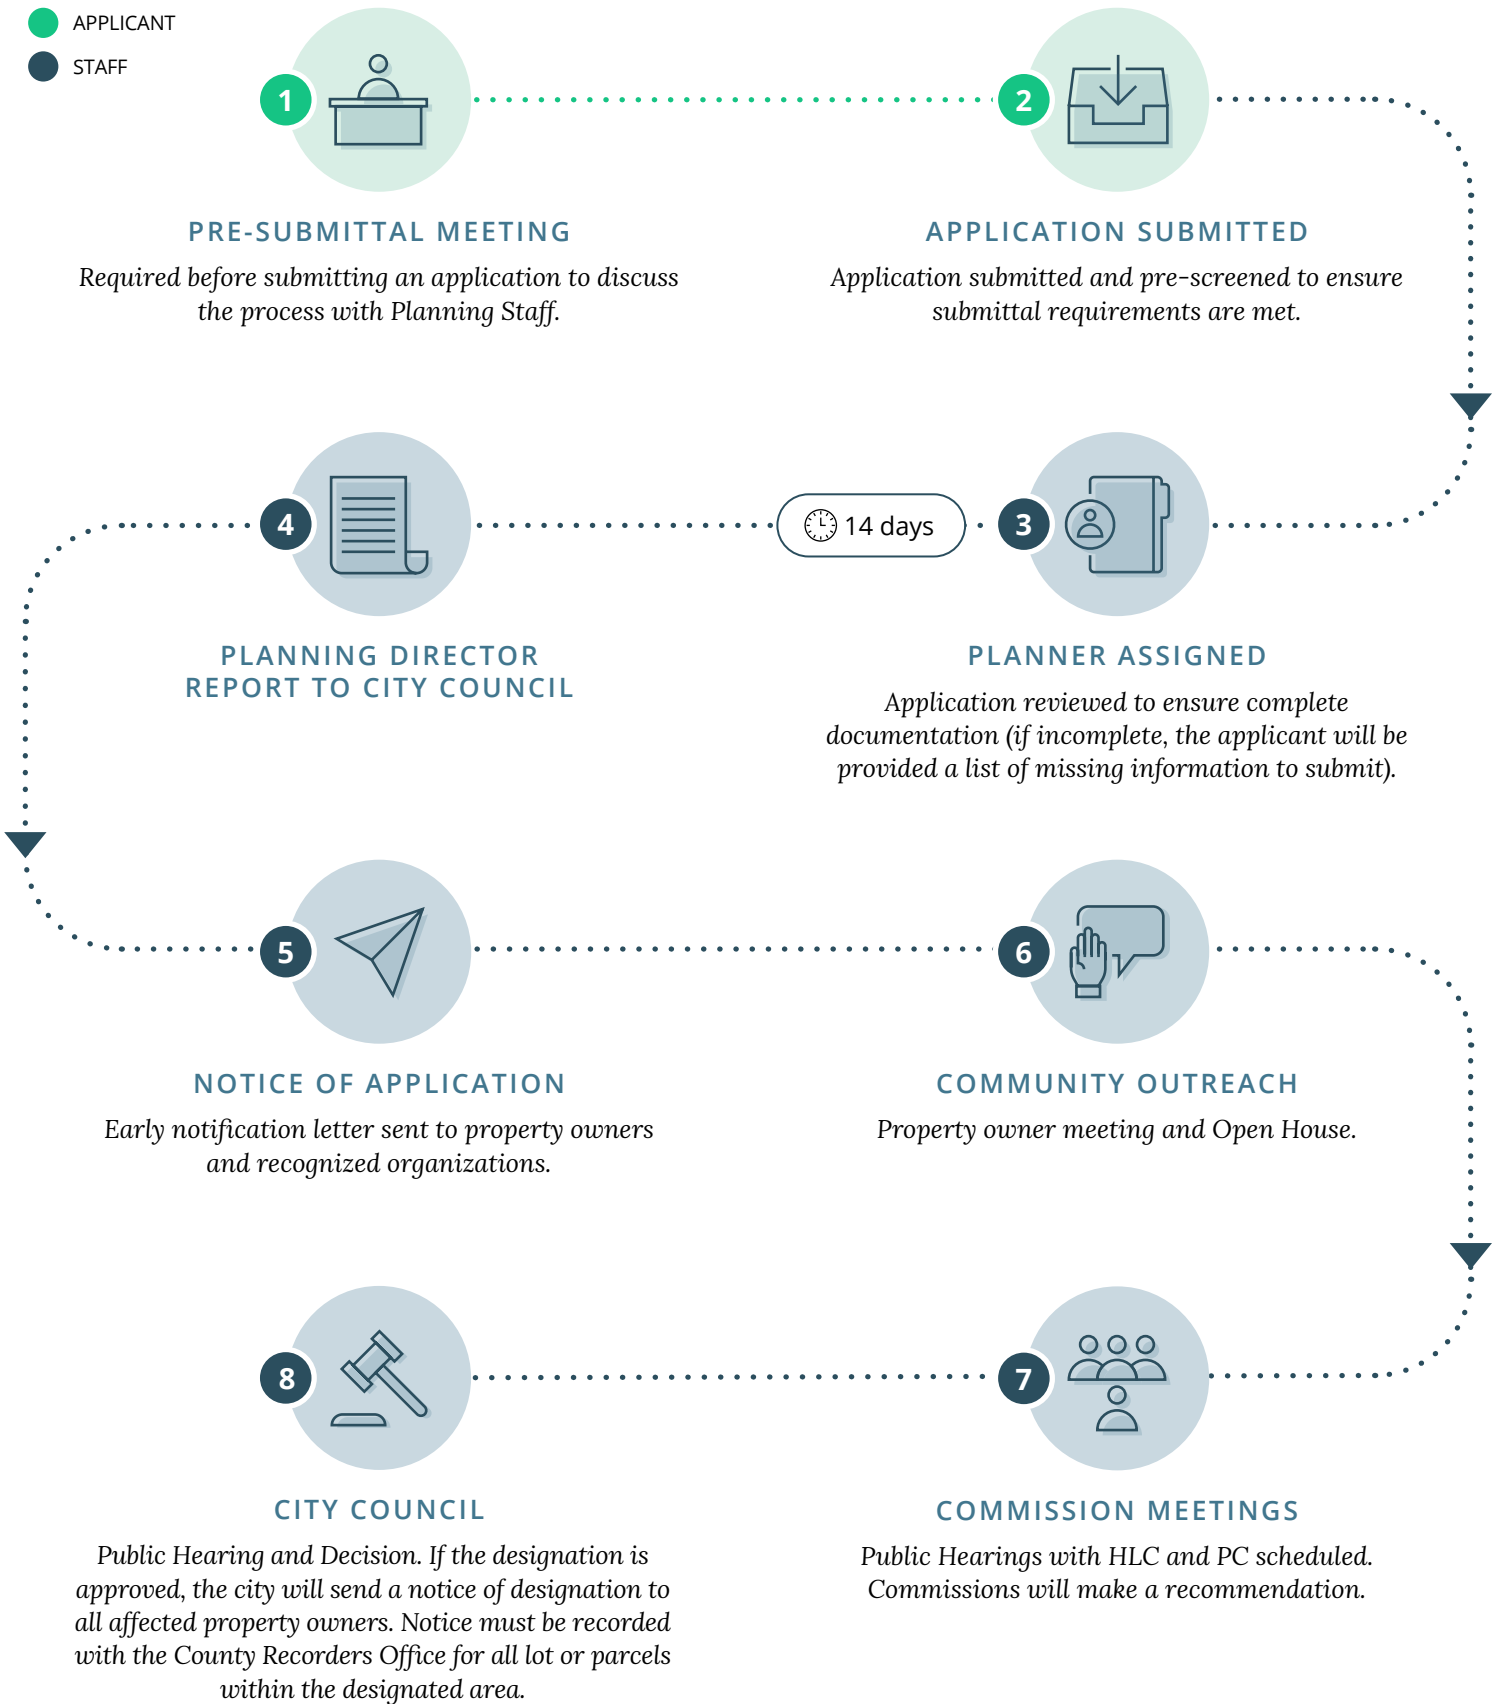 APPLICANT
STAFF
1
PRE-SUBMITTAL MEETING
Required before submitting an application to discuss
the process with Planning Staff.
2
APPLICATION SUBMITTED
Application submitted and pre-screened to ensure
submittal requirements are met.
14 days
3
PLANNER ASSIGNED
Application reviewed to ensure complete
documentation (if incomplete, the applicant will be
provided a list of missing information to submit).
4
PLANNING DIRECTOR
REPORT TO CITY COUNCIL
5
NOTICE OF APPLICATION
Early notification letter sent to property owners
and recognized organizations.
6
COMMUNITY OUTREACH
Property owner meeting and Open House.
7
COMMISSION MEETINGS
Public Hearings with HLC and PC scheduled.
Commissions will make a recommendation.
8
CITY COUNCIL
Public Hearing and Decision. If the designation is
approved, the city will send a notice of designation to
all affected property owners. Notice must be recorded
with the County Recorders Office for all lot or parcels
within the designated area.